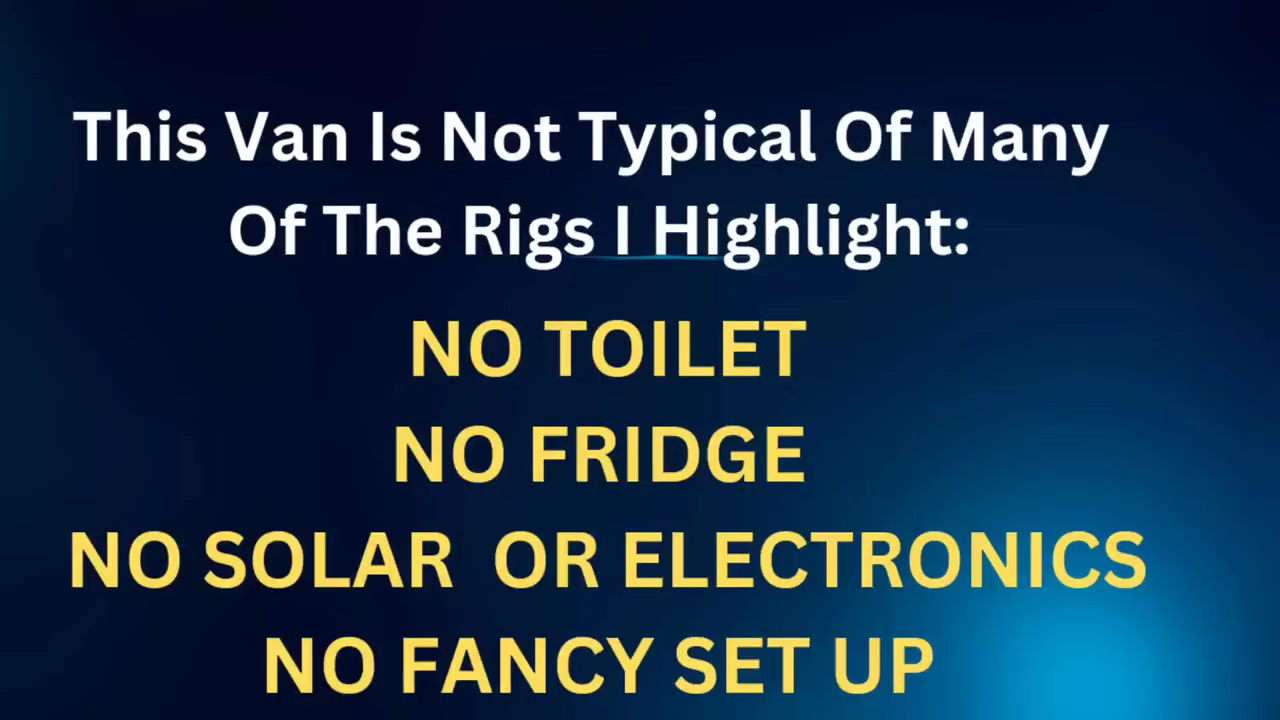 This Van Is Not Typical Of Many
Of The Rigs I Highlight:
NO TOILET
NO FRIDGE
NO SOLAR  OR ELECTRONICS
NO FANCY SET UP